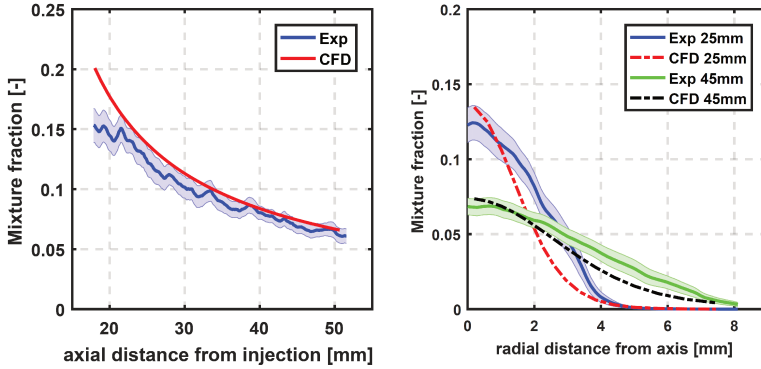 Mixture fraction [-]
0.25
0.2
0.15
0.1
0.05
0
20
30
40
50
axial distance from injection [mm]
Exp
CFD
Mixture fraction [-]
0.2
0.15
0.1
0.05
0
0
2
4
6
8
radial distance from axis [mm]
Exp 25mm
CFD 25mm
Exp 45mm
CFD 45mm